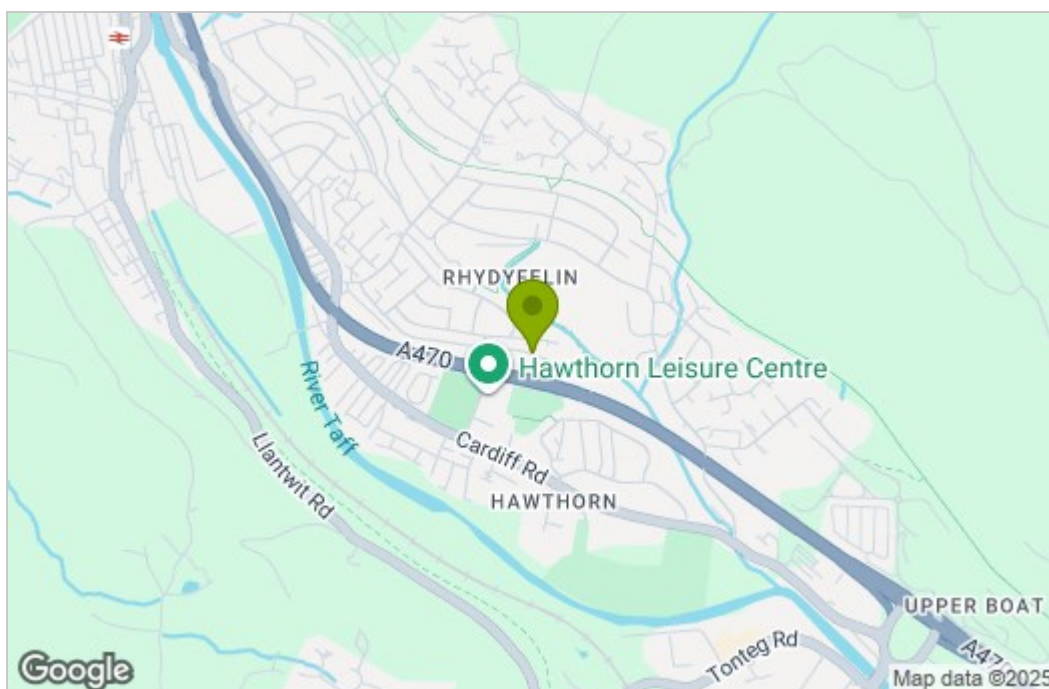 RHYDYFELIN
A470
Hawthorn Leisure Centre
River Taff
Cardiff Rd
Llantwit Rd
HAWTHORN
UPPER BOAT
Tonteg Rd
A47
Google
Map data ©2025